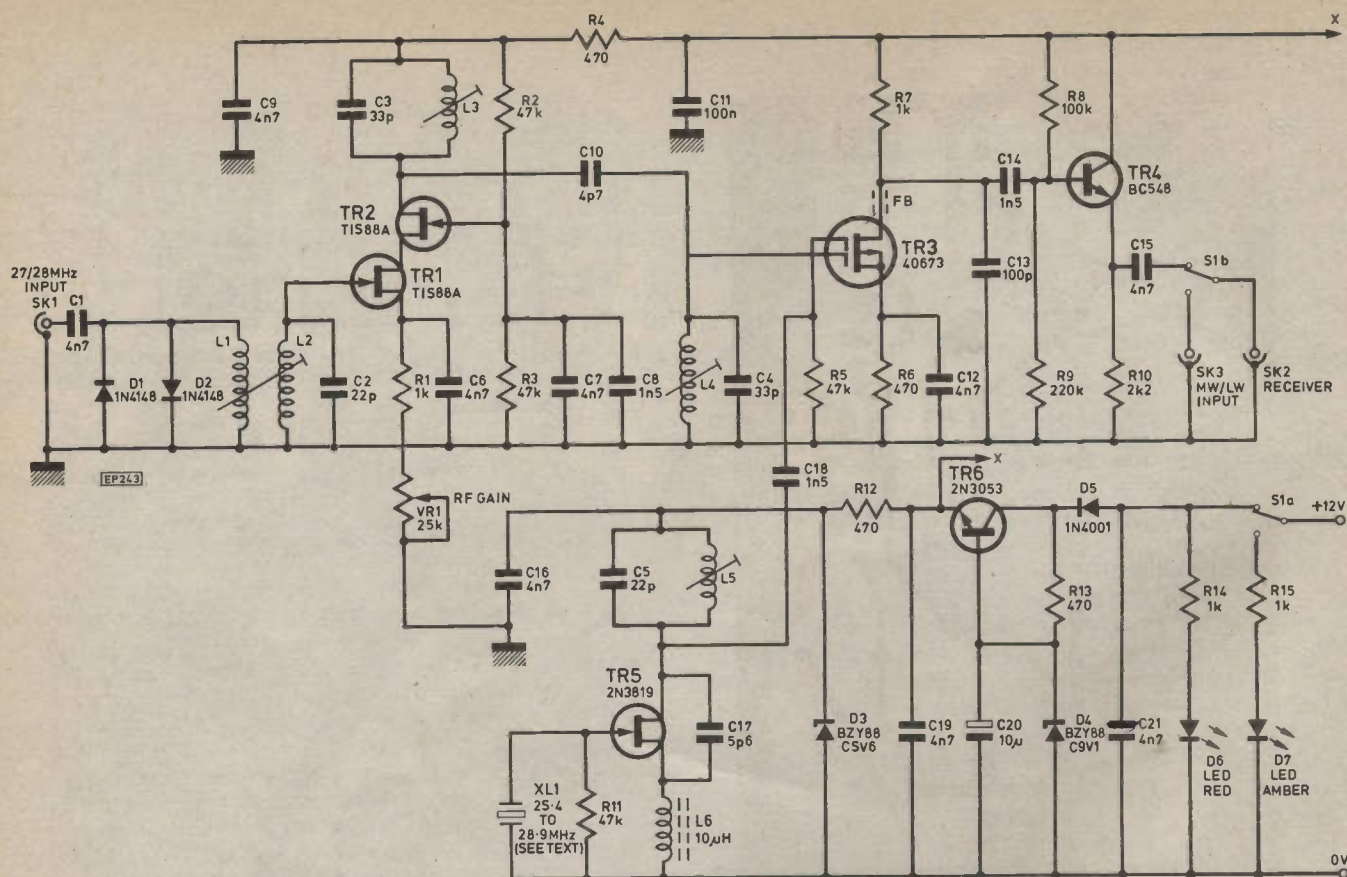 X
R4
470
C9
4n7
C3
33p
L3
R2
47k
C11
100n
R7
1k
R8
100k
C10
4p7
C14
1n5
TR4
BC548
FB
TR2
TIS88A
TR3
40673
TR1
TIS88A
C13
100p
C15
4n7
S1b
27/28MHz
INPUT
SK1
C1
4n7
L1
L2
D1
1N4148
D2
1N4148
C2
22p
R1
1k
C6
4n7
R3
47k
C7
4n7
C8
1n5
L4
C4
33p
R5
47k
R6
470
C12
4n7
R9
220k
R10
2k2
SK3
MW/LW
INPUT
SK2
RECEIVER
EP243
C18
1n5
X
RF GAIN
VR1
25k
R12
470
TR6
2N3053
D5
1N4001
S1a
+12V
C16
4n7
C5
22p
L5
R13
470
R14
1k
R15
1k
TR5
2N3819
C17
5p6
D3
BZY88
C5V6
C19
4n7
C20
10µ
D4
BZY88
C9V1
C21
4n7
D6
LED
RED
D7
LED
AMBER
XL1
25·4
TO
28·9MHz
(SEE TEXT)
R11
47k
L6
10µH
0V